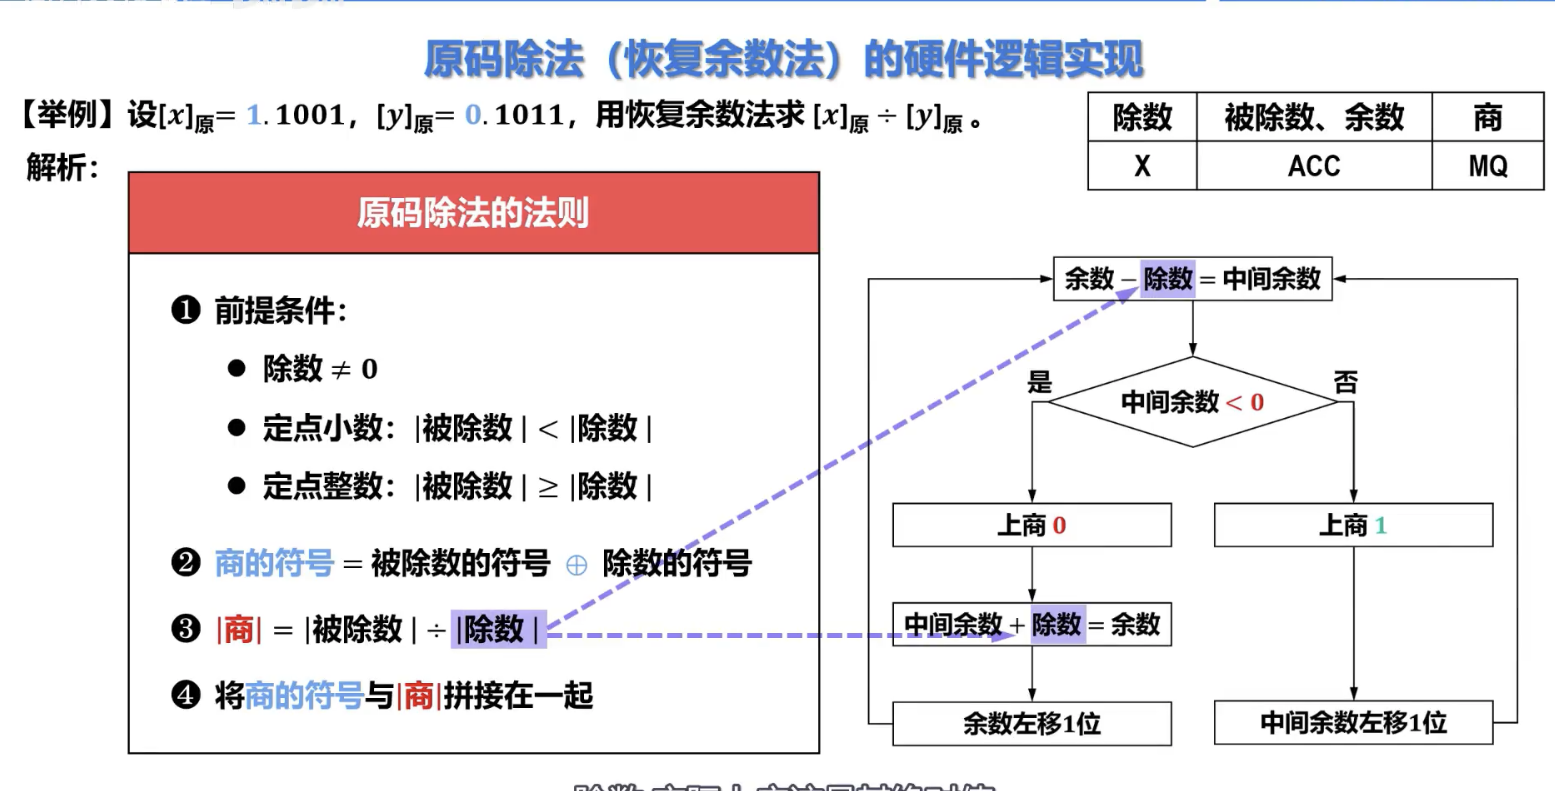 原码除法（恢复余数法）的硬件逻辑实现
【举例】设[x]原= 1.1001，[y]原= 0.1011，用恢复余数法求 [x]原 ÷ [y]原 。
解析：
除数 被除数、余数 商
X ACC MQ
原码除法的法则
❶ 前提条件：
● 除数 ≠ 0
● 定点小数：|被除数 | < |除数 |
● 定点整数：|被除数 | ≥ |除数 |
❷ 商的符号 = 被除数的符号 ⊕ 除数的符号
❸ |商| = |被除数 | ÷ |除数 |
❹ 将商的符号与|商|拼接在一起
余数 − 除数 = 中间余数
是 否
中间余数 < 0
上商 0 上商 1
中间余数 + 除数 = 余数
余数左移1位 中间余数左移1位